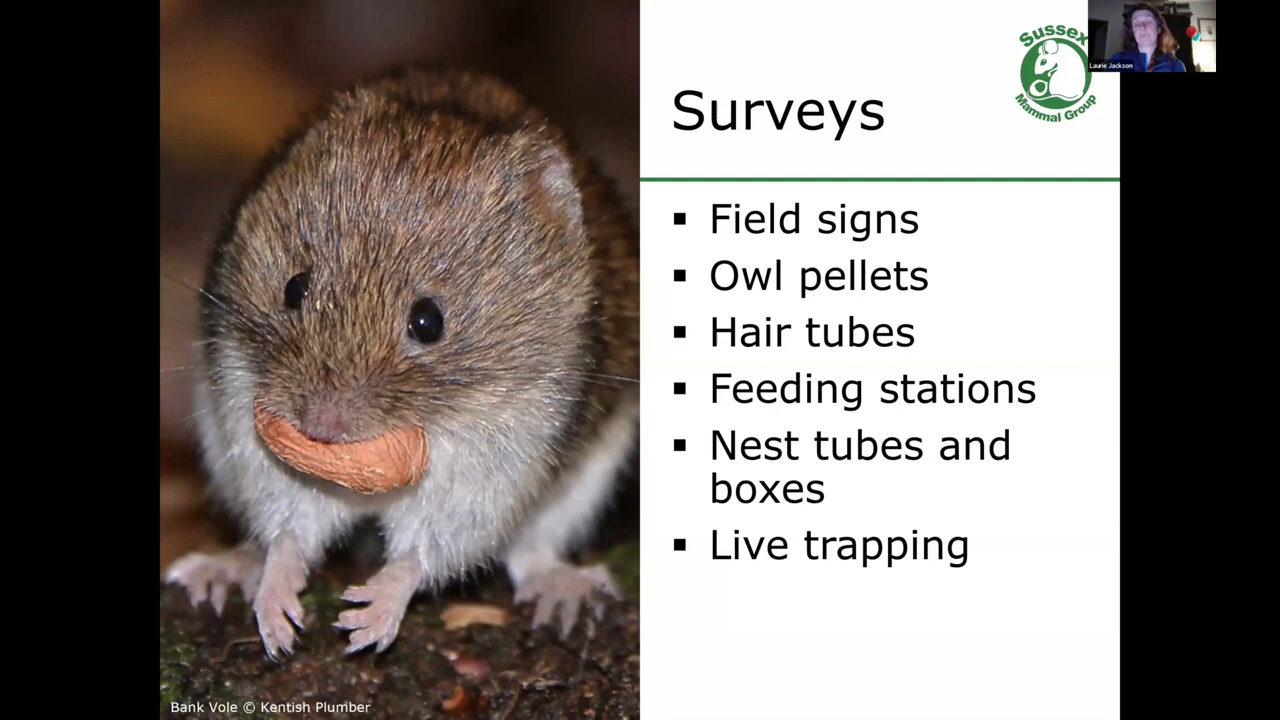 Surveys
Sussex
Mammal Group
Laurie Jackson
▪ Field signs
▪ Owl pellets
▪ Hair tubes
▪ Feeding stations
▪ Nest tubes and
boxes
▪ Live trapping
Bank Vole © Kentish Plumber